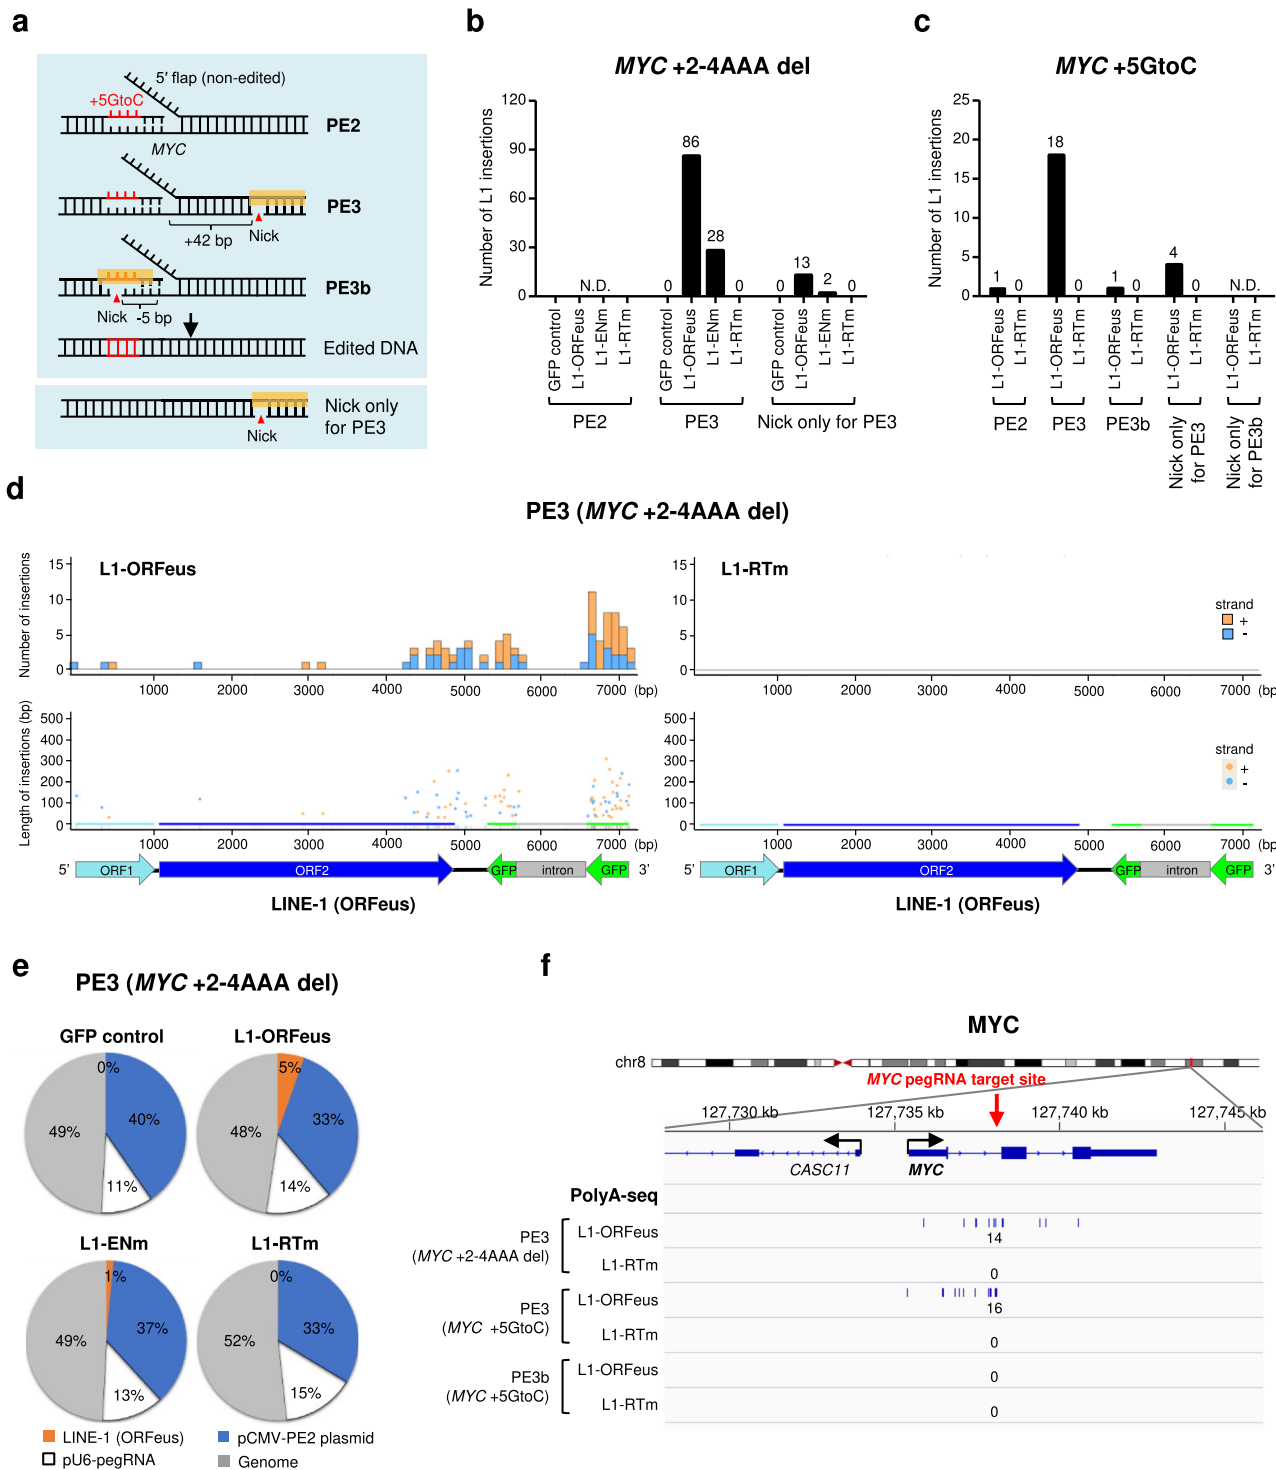 a
5′ flap (non-edited)
+5GtoC
PE2
MYC
PE3
+42 bp
Nick
PE3b
Nick
-5 bp
Edited DNA
Nick only
for PE3
Nick
b
MYC +2-4AAA del
Number of L1 insertions
120
90
60
30
0
N.D.
0
86
28
0
0
13
2
0
GFP control
L1-ORFeus
L1-ENm
L1-RTm
GFP control
L1-ORFeus
L1-ENm
L1-RTm
GFP control
L1-ORFeus
L1-ENm
L1-RTm
PE2
PE3
Nick only for PE3
c
MYC +5GtoC
Number of L1 insertions
25
20
15
10
5
0
1
0
18
0
1
0
4
0
N.D.
L1-ORFeus
L1-RTm
L1-ORFeus
L1-RTm
L1-ORFeus
L1-RTm
L1-ORFeus
L1-RTm
L1-ORFeus
L1-RTm
PE2
PE3
PE3b
Nick only
for PE3
Nick only
for PE3b
d
PE3 (MYC +2-4AAA del)
L1-ORFeus
Number of insertions
15
10
5
0
1000 2000 3000 4000 5000 6000 7000 (bp)
Length of insertions (bp)
500
400
300
200
100
0
1000 2000 3000 4000 5000 6000 7000 (bp)
5′ ORF1 ORF2 GFP intron GFP 3′
LINE-1 (ORFeus)
L1-RTm
15
10
5
0
strand
+
-
1000 2000 3000 4000 5000 6000 7000 (bp
500
400
300
200
100
0
strand
+
-
1000 2000 3000 4000 5000 6000 7000 (bp)
5′ ORF1 ORF2 GFP intron GFP 3′
LINE-1 (ORFeus)
e
PE3 (MYC +2-4AAA del)
GFP control
0%
40%
49%
11%
L1-ORFeus
5%
33%
48%
14%
L1-ENm
1%
37%
49%
13%
L1-RTm
0%
33%
52%
15%
LINE-1 (ORFeus)
pCMV-PE2 plasmid
pU6-pegRNA
Genome
f
MYC
chr8
MYC pegRNA target site
127,730 kb 127,735 kb 127,740 kb 127,745 kb
CASC11
MYC
PolyA-seq
PE3
(MYC +2-4AAA del)
L1-ORFeus
14
L1-RTm
0
PE3
(MYC +5GtoC)
L1-ORFeus
16
L1-RTm
0
PE3b
(MYC +5GtoC)
L1-ORFeus
0
L1-RTm
0